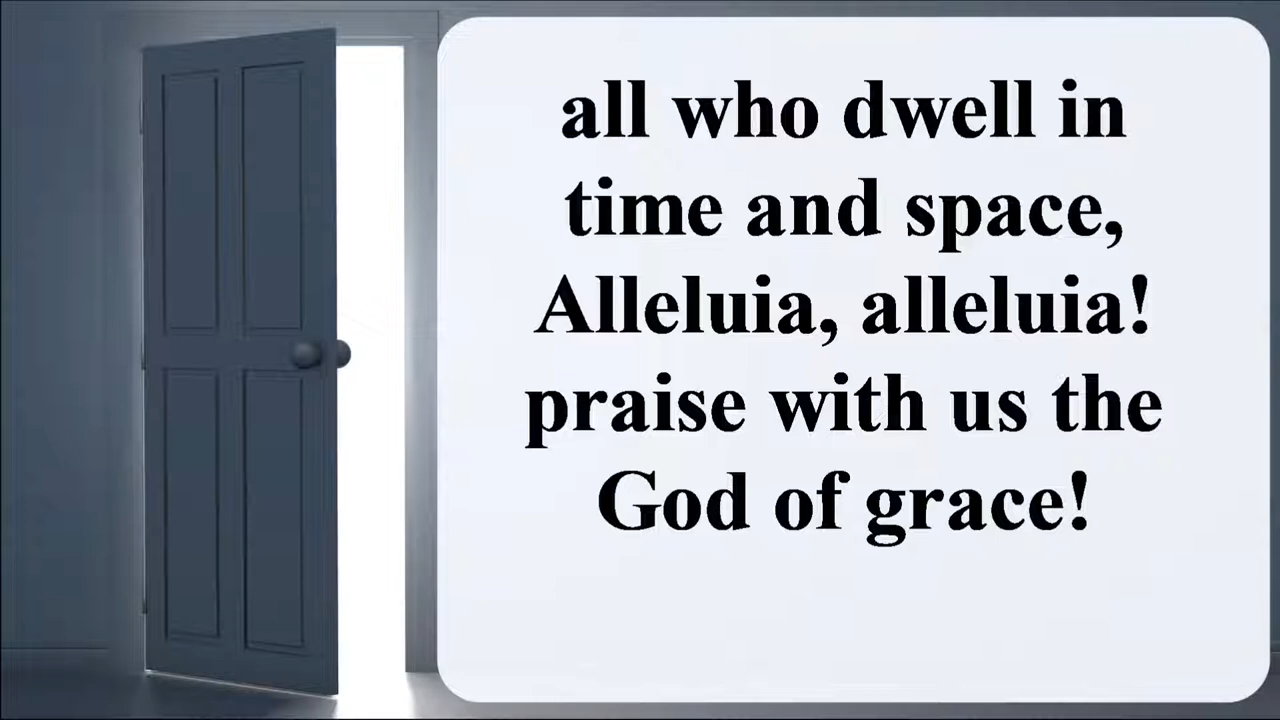 all who dwell in
time and space,
Alleluia, alleluia!
praise with us the
God of grace!